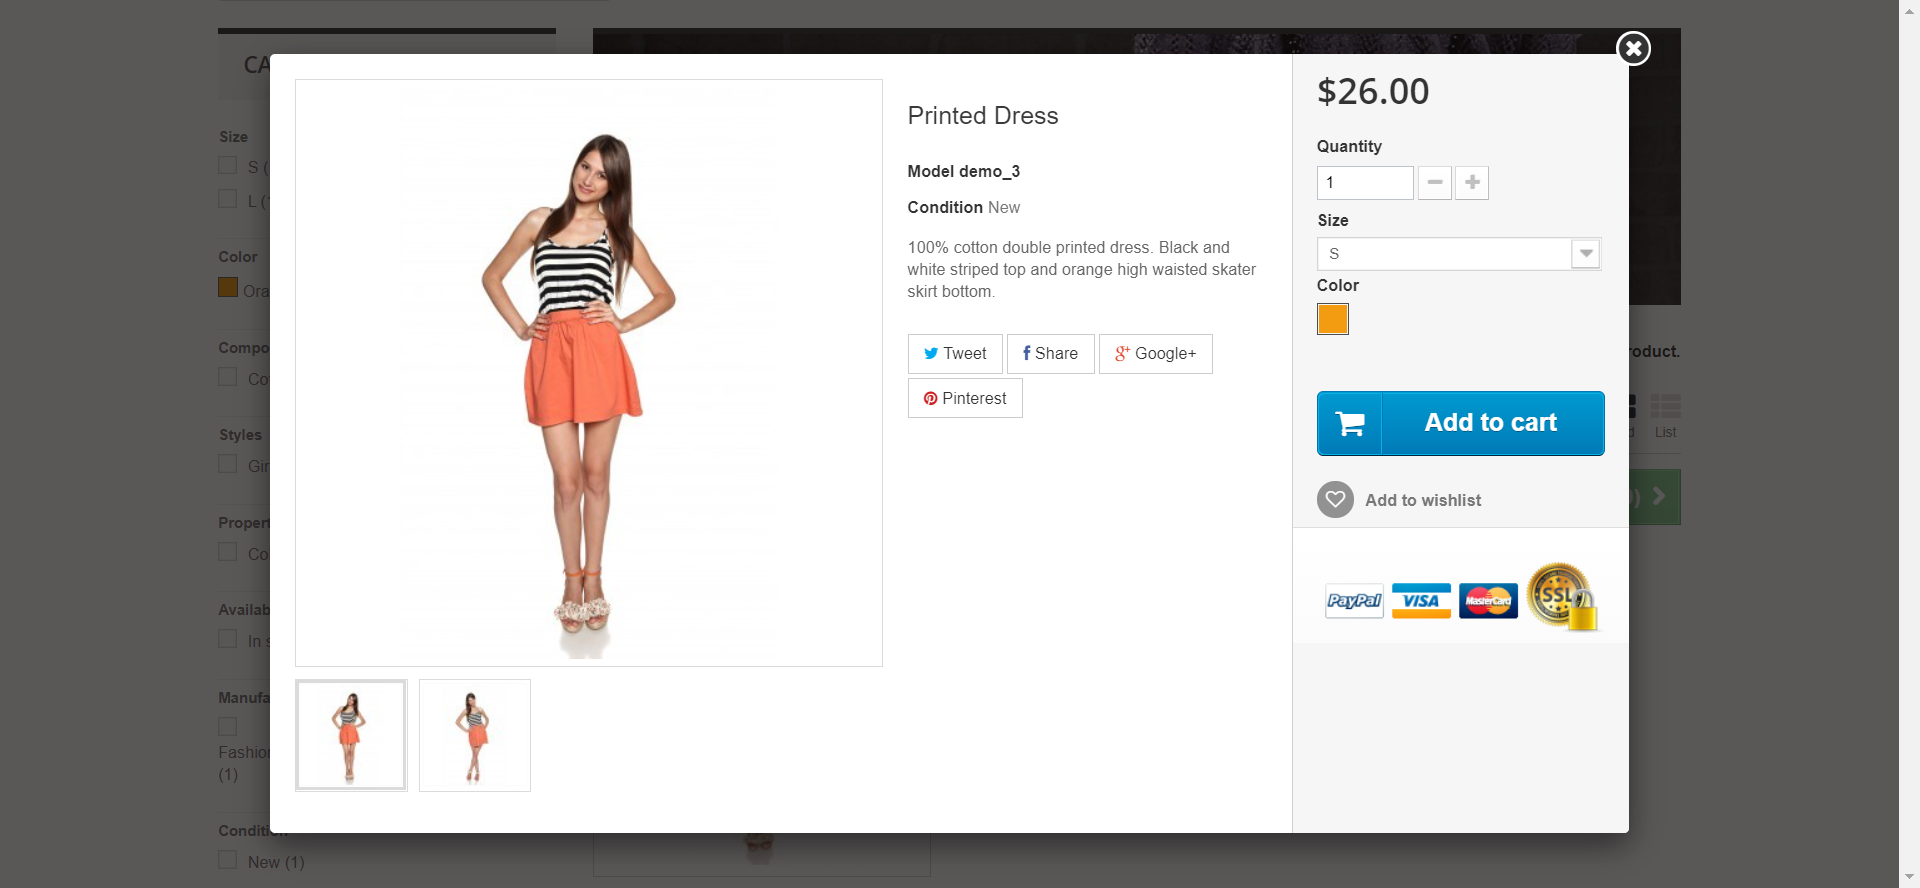 CA
Size
S (
L (
Color
Ora
Compo
Co
Styles
Gir
Propert
Co
Availab
In s
Manufa
Fashion
(1)
Conditi
New (1)
Printed Dress
Model demo_3
Condition New
100% cotton double printed dress. Black and
white striped top and orange high waisted skater
skirt bottom.
Tweet
Share
Google+
Pinterest
$26.00
Quantity
1
Size
S
Color
Add to cart
Add to wishlist
PayPal
VISA
MasterCard
SSL
roduct.
d
List
)